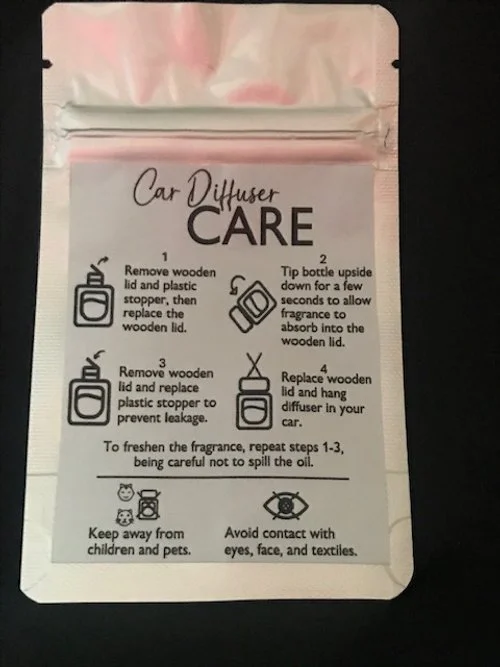 Car Diffuser
CARE
1
Remove wooden
lid and plastic
stopper, then
replace the
wooden lid.
2
Tip bottle upside
down for a few
seconds to allow
fragrance to
absorb into the
wooden lid.
3
Remove wooden
lid and replace
plastic stopper to
prevent leakage.
4
Replace wooden
lid and hang
diffuser in your
car.
To freshen the fragrance, repeat steps 1-3,
being careful not to spill the oil.
Keep away from
children and pets.
Avoid contact with
eyes, face, and textiles.